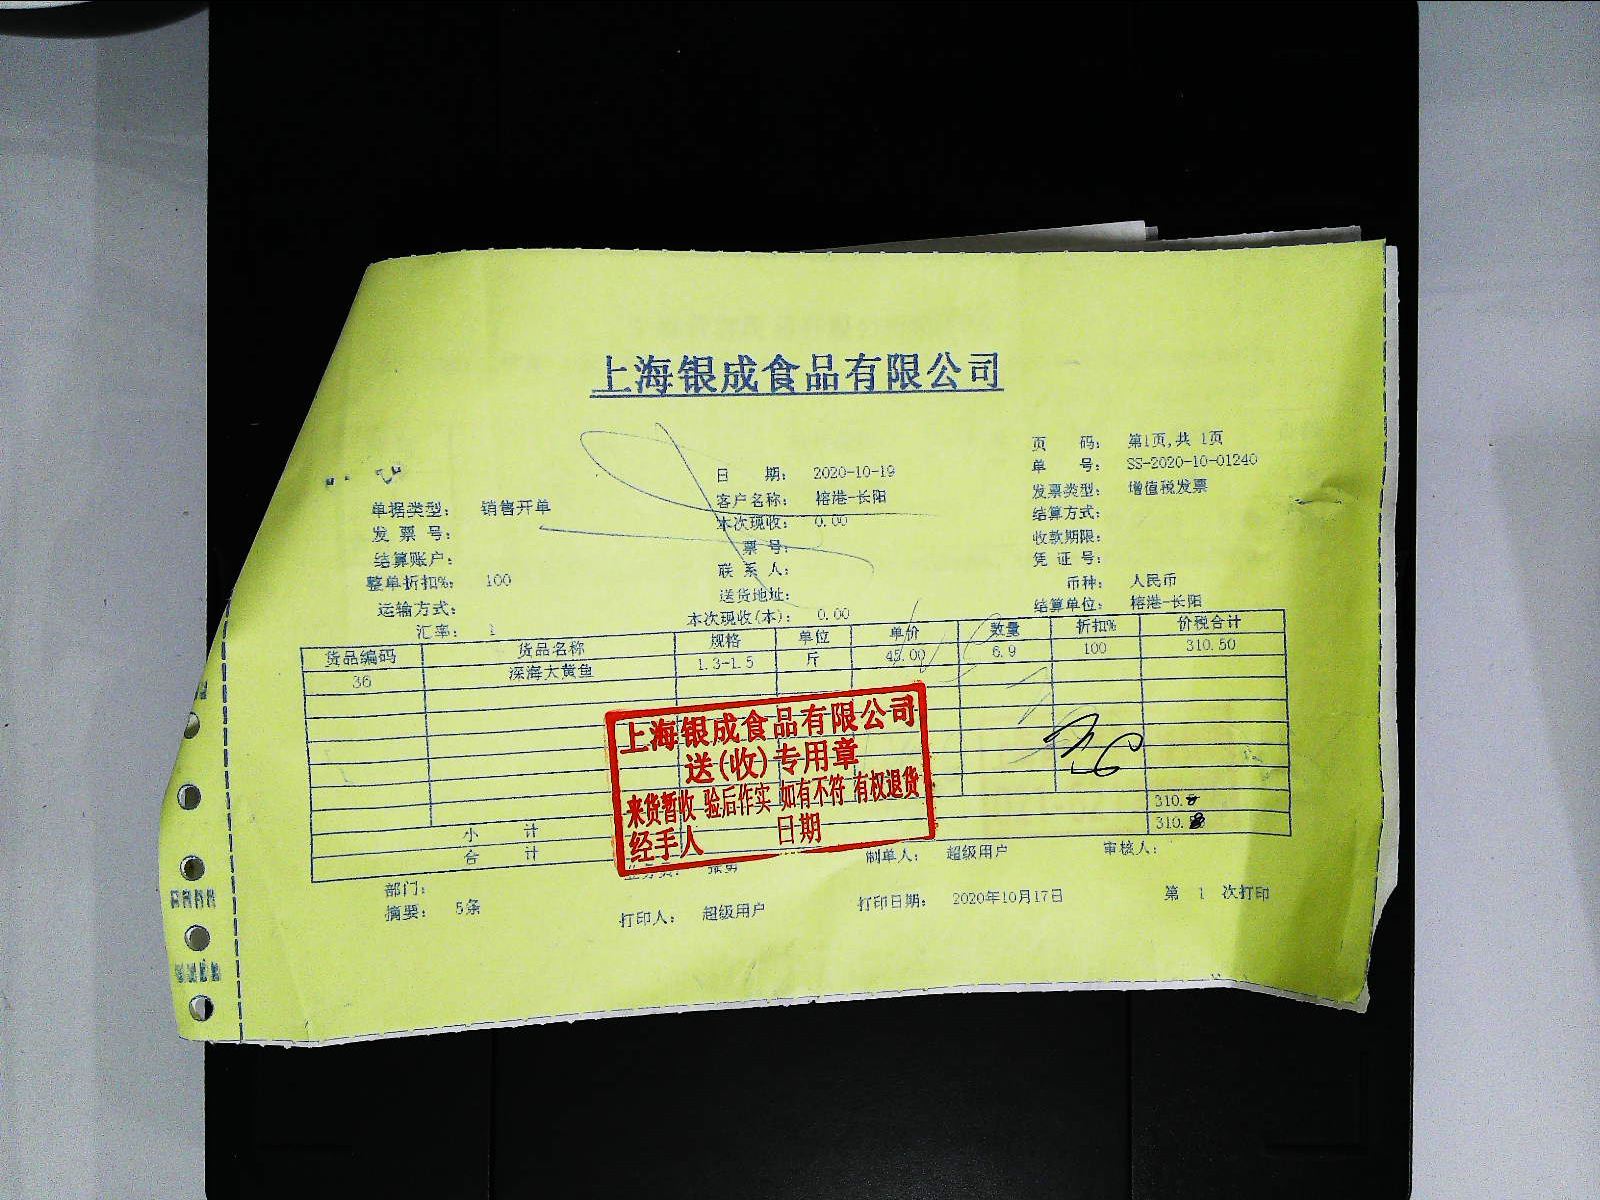 上海银成食品有限公司
页 码： 第1页，共 1页
日 期： 2020-10-19 单 号： SS-2020-10-01240
单据类型： 销售开单 客户名称： 榕港-长阳 发票类型： 增值税发票
发 票 号： 本次现收： 0.00 结算方式：
结算账户： 票 号： 收款期限：
整单折扣%： 100 联 系 人： 凭 证 号：
运输方式： 送货地址： 币种： 人民币
汇率： 1 本次现收(本)： 0.00 结算单位： 榕港-长阳
货品编码 货品名称 规格 单位 单价 数量 折扣% 价税合计
36 深海大黄鱼 1.3-1.5 斤 45.00 6.9 100 310.50
上海银成食品有限公司
送(收)专用章
来货暂收 验后作实 如有不符 有权退货
经手人 日期
小 计 310.
合 计 310.
部门： 制单人： 超级用户 审核人：
摘要： 5条 打印人： 超级用户 打印日期： 2020年10月17日 第 1 次打印